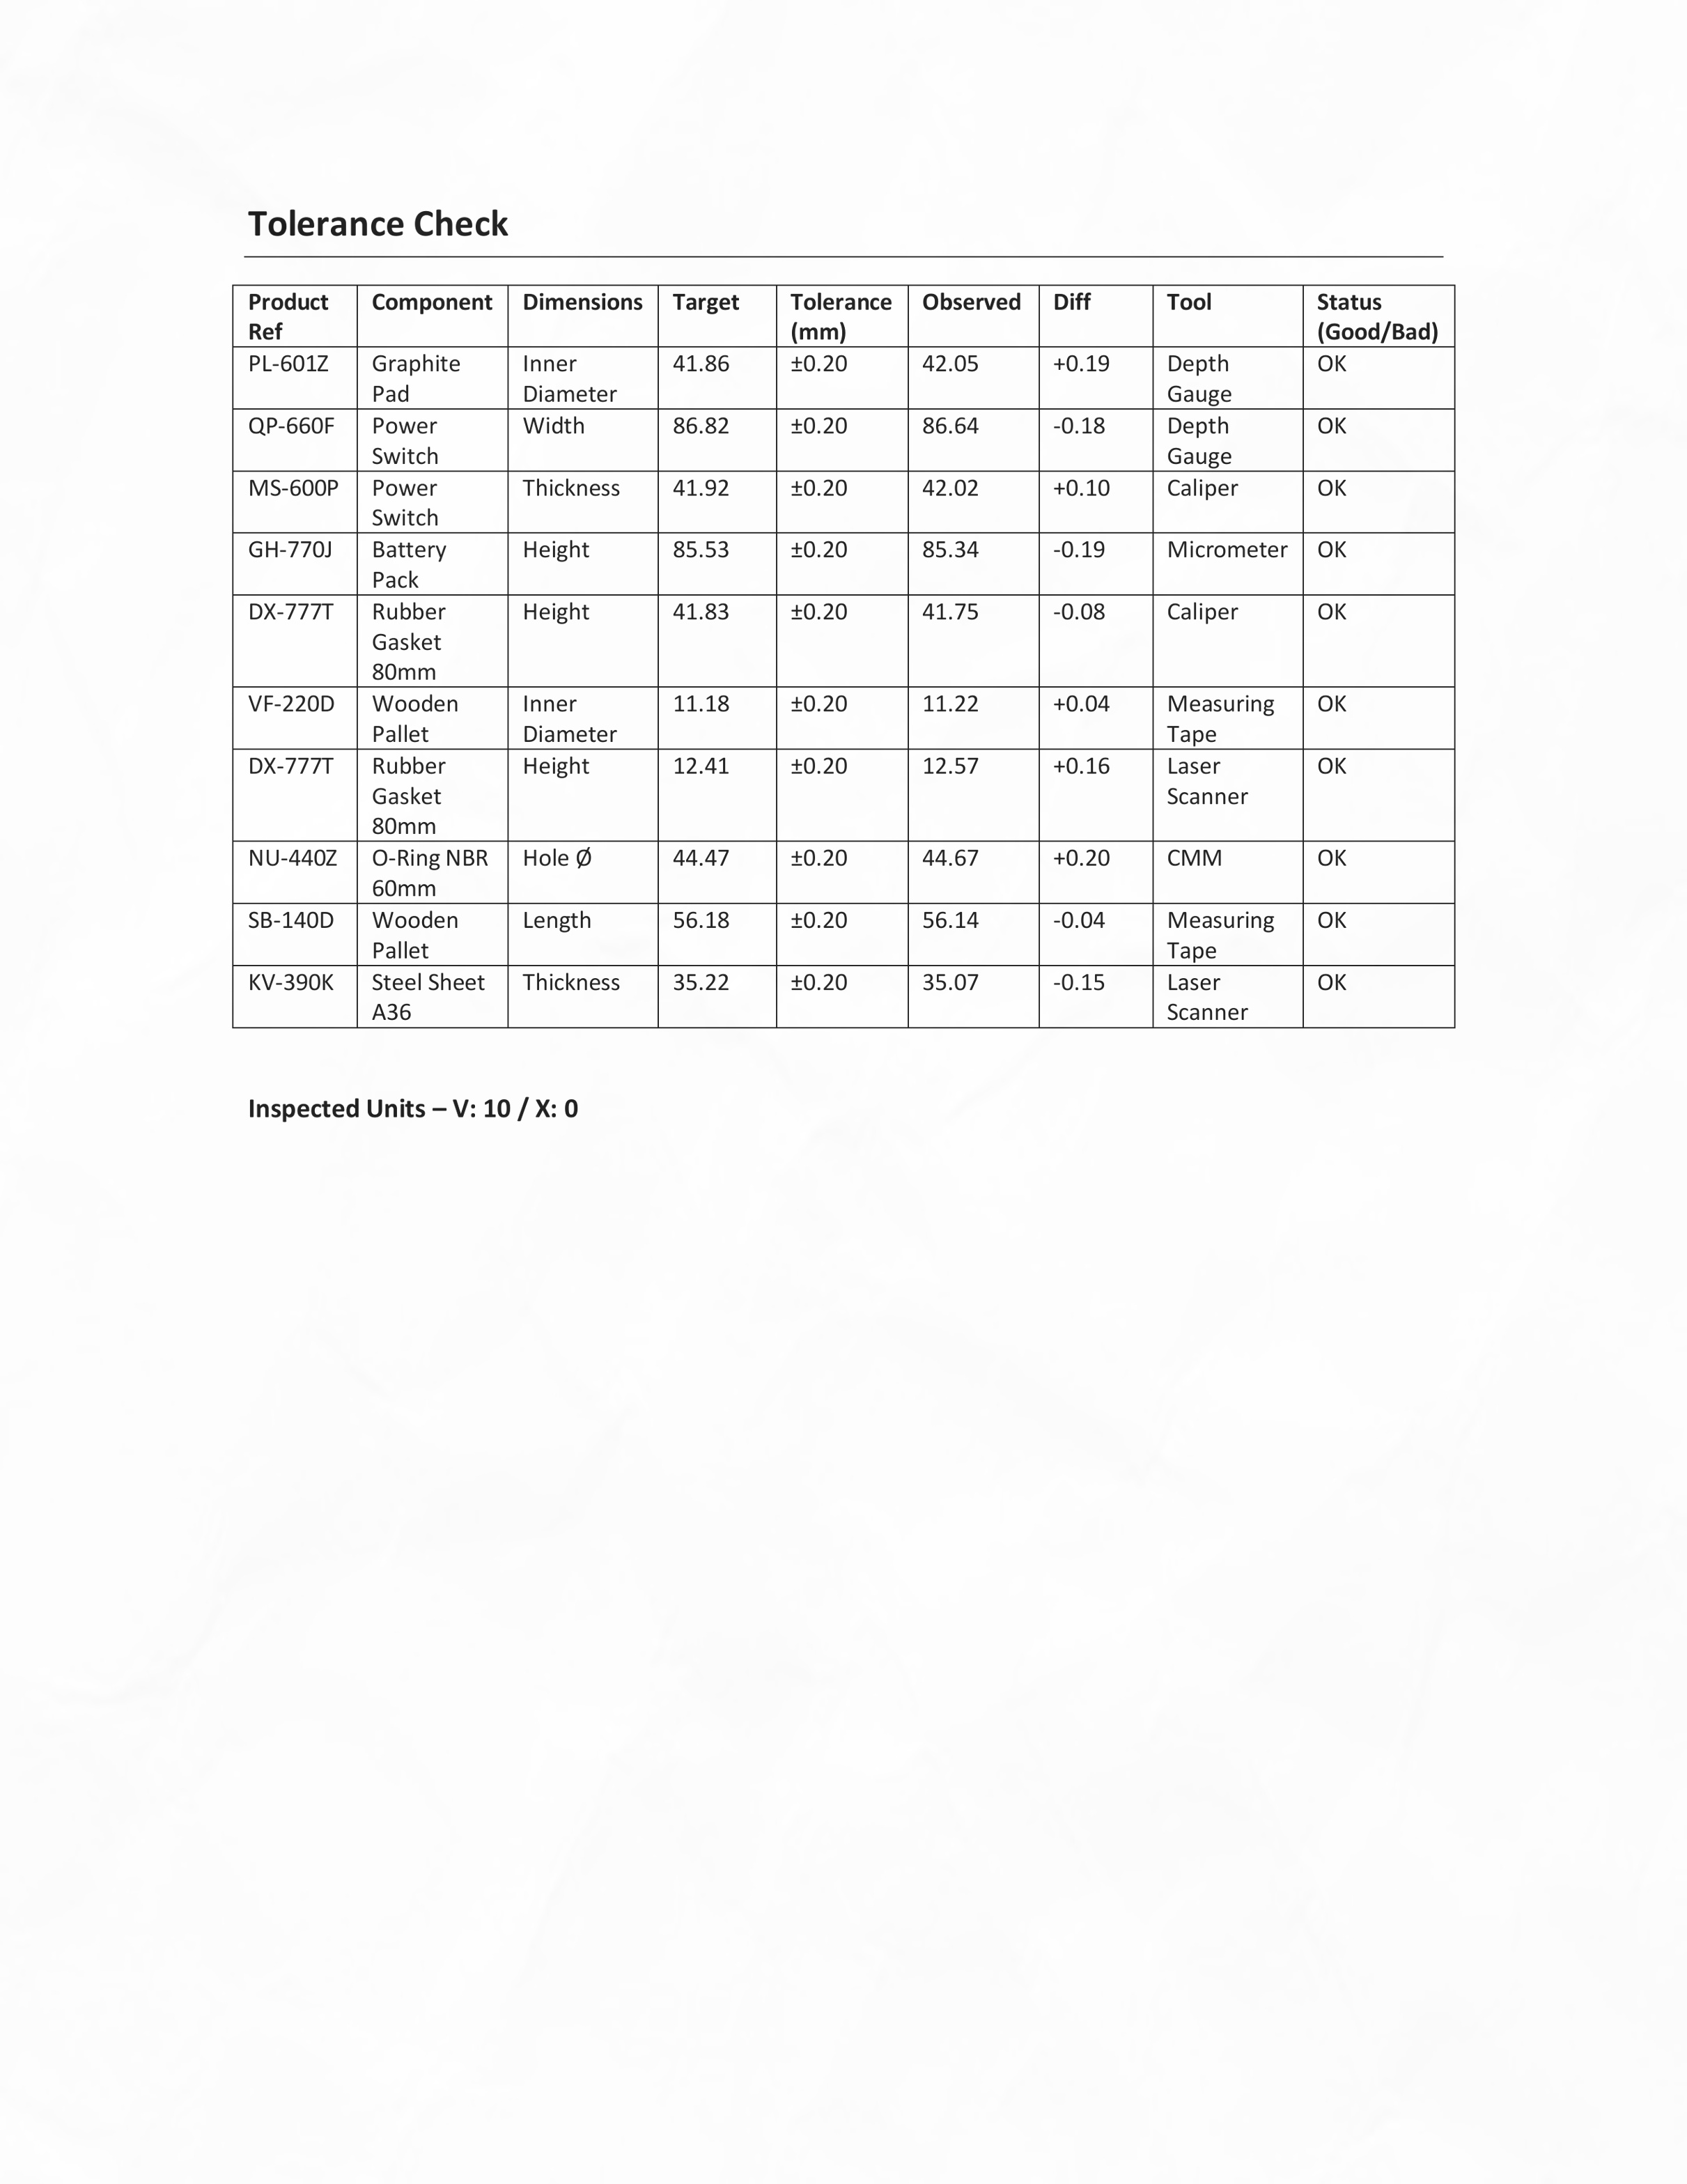 Tolerance Check
Product Ref Component Dimensions Target Tolerance (mm) Observed Diff Tool Status (Good/Bad)
PL-601Z Graphite Pad Inner Diameter 41.86 ±0.20 42.05 +0.19 Depth Gauge OK
QP-660F Power Switch Width 86.82 ±0.20 86.64 -0.18 Depth Gauge OK
MS-600P Power Switch Thickness 41.92 ±0.20 42.02 +0.10 Caliper OK
GH-770J Battery Pack Height 85.53 ±0.20 85.34 -0.19 Micrometer OK
DX-777T Rubber Gasket 80mm Height 41.83 ±0.20 41.75 -0.08 Caliper OK
VF-220D Wooden Pallet Inner Diameter 11.18 ±0.20 11.22 +0.04 Measuring Tape OK
DX-777T Rubber Gasket 80mm Height 12.41 ±0.20 12.57 +0.16 Laser Scanner OK
NU-440Z O-Ring NBR 60mm Hole Ø 44.47 ±0.20 44.67 +0.20 CMM OK
SB-140D Wooden Pallet Length 56.18 ±0.20 56.14 -0.04 Measuring Tape OK
KV-390K Steel Sheet A36 Thickness 35.22 ±0.20 35.07 -0.15 Laser Scanner OK
Inspected Units – V: 10 / X: 0